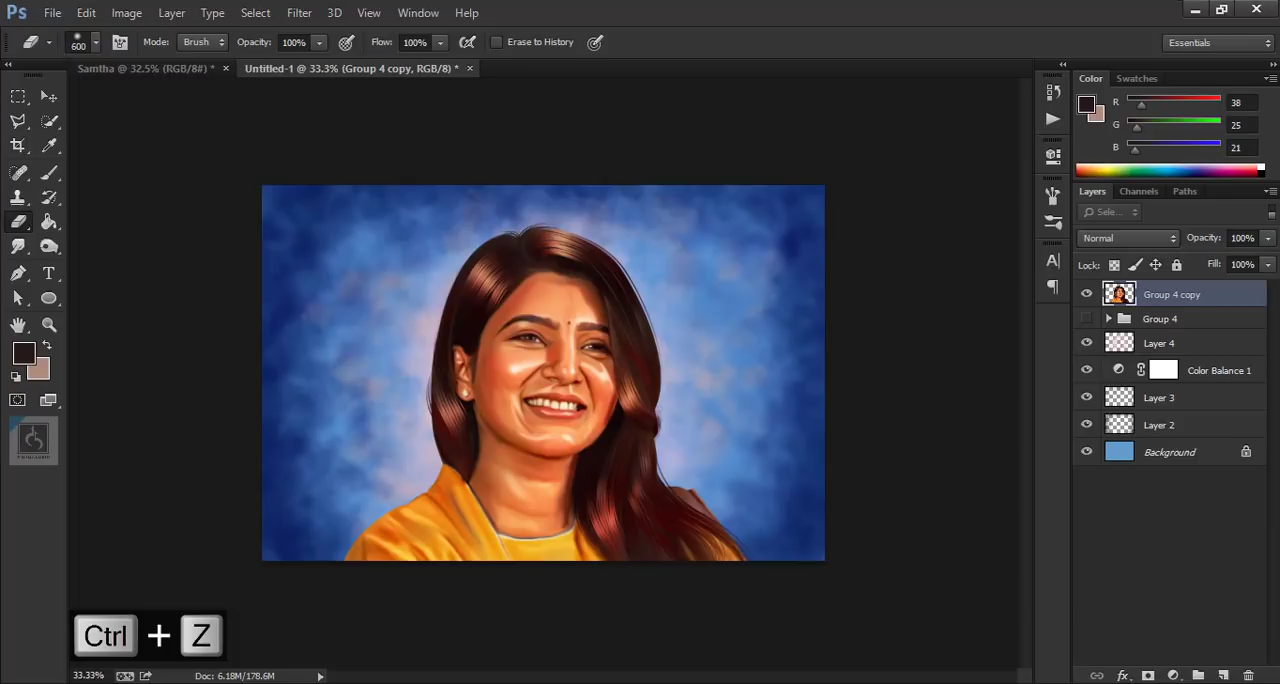 Ps File Edit Image Layer Type Select Filter 3D View Window Help
600 Mode: Brush Opacity: 100% Flow: 100% Erase to History Essentials
Samtha @ 32.5% (RGB/8#) * × Untitled-1 @ 33.3% (Group 4 copy, RGB/8) * ×
Color Swatches
R 38
G 25
B 21
Layers Channels Paths
Sele...
Normal Opacity: 100%
Lock: Fill: 100%
Group 4 copy
Group 4
Layer 4
Color Balance 1
Layer 3
Layer 2
Background
Ctrl + Z
33.33% Doc: 6.18M/178.6M